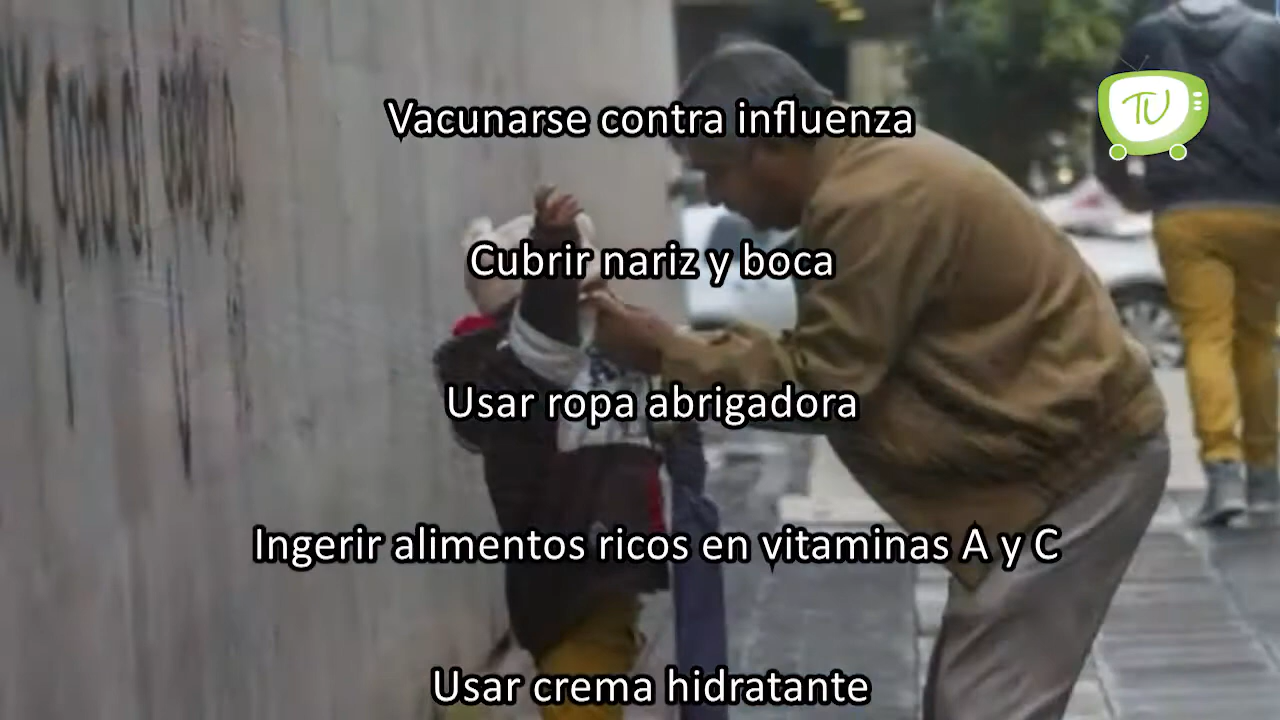 Vacunarse contra influenza
TV
Cubrir nariz y boca
Usar ropa abrigadora
Ingerir alimentos ricos en vitaminas A y C
Usar crema hidratante